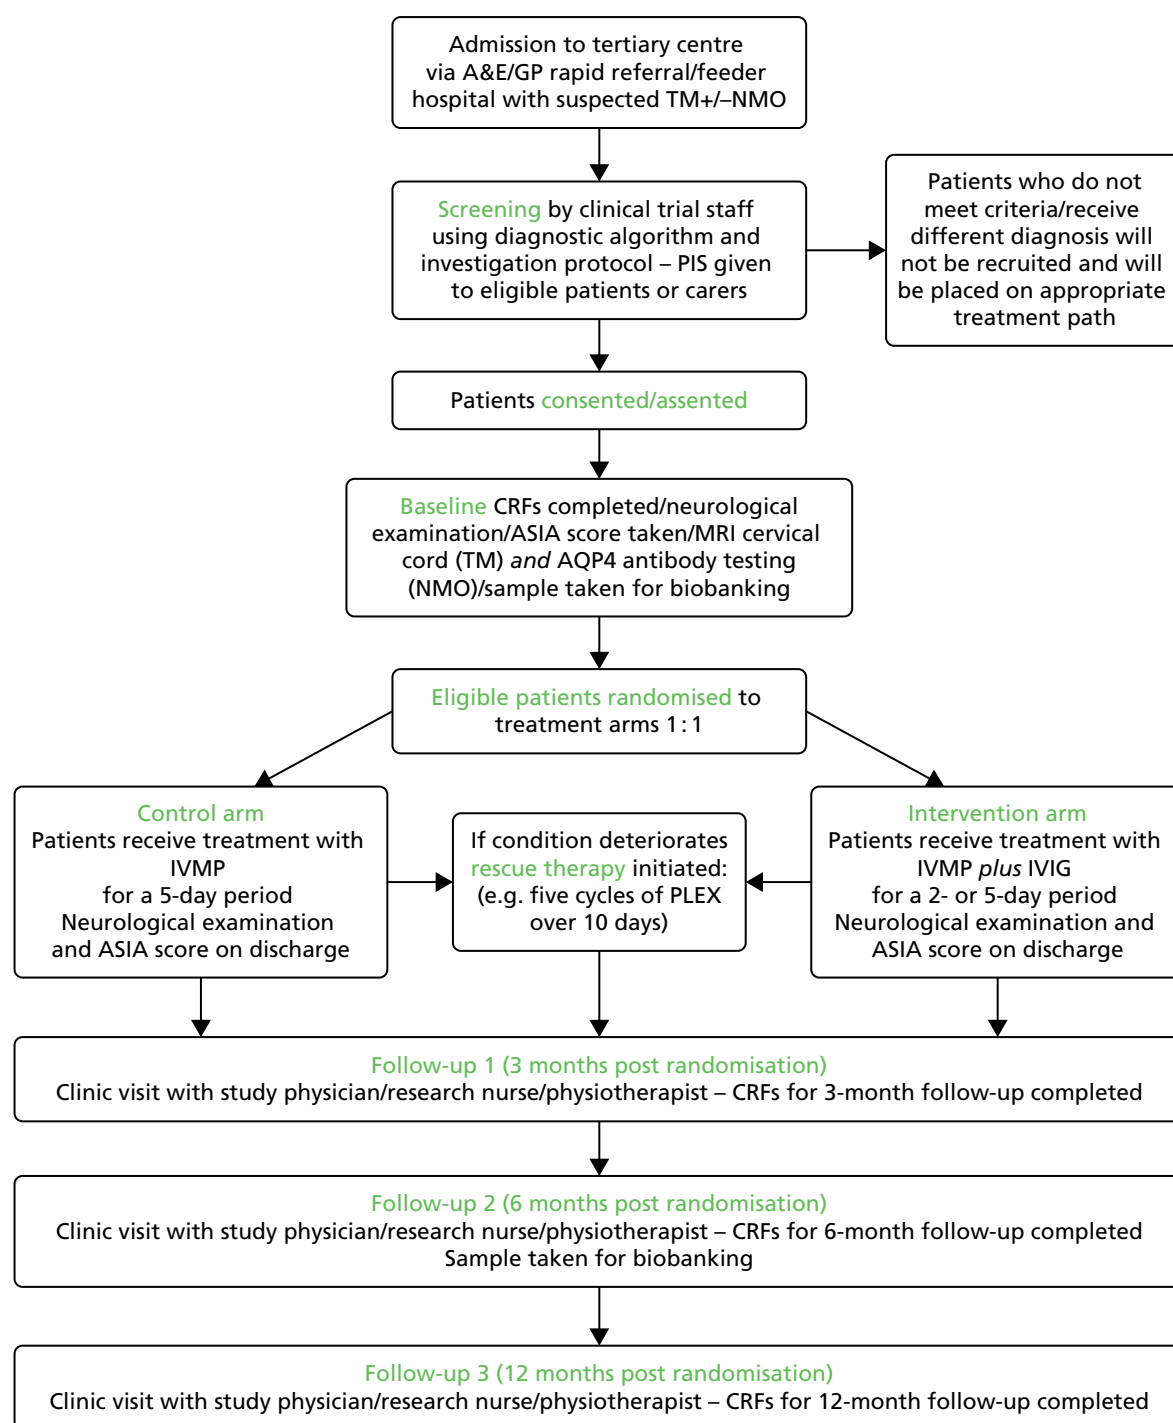 Admission to tertiary centre
via A&E/GP rapid referral/feeder
hospital with suspected TM+/–NMO
Screening by clinical trial staff
using diagnostic algorithm and
investigation protocol – PIS given
to eligible patients or carers
Patients who do not
meet criteria/receive
different diagnosis will
not be recruited and will
be placed on appropriate
treatment path
Patients consented/assented
Baseline CRFs completed/neurological
examination/ASIA score taken/MRI cervical
cord (TM) and AQP4 antibody testing
(NMO)/sample taken for biobanking
Eligible patients randomised to
treatment arms 1 : 1
Control arm
Patients receive treatment with
IVMP
for a 5-day period
Neurological examination
and ASIA score on discharge
If condition deteriorates
rescue therapy initiated:
(e.g. five cycles of PLEX
over 10 days)
Intervention arm
Patients receive treatment with
IVMP plus IVIG
for a 2- or 5-day period
Neurological examination and
ASIA score on discharge
Follow-up 1 (3 months post randomisation)
Clinic visit with study physician/research nurse/physiotherapist – CRFs for 3-month follow-up completed
Follow-up 2 (6 months post randomisation)
Clinic visit with study physician/research nurse/physiotherapist – CRFs for 6-month follow-up completed
Sample taken for biobanking
Follow-up 3 (12 months post randomisation)
Clinic visit with study physician/research nurse/physiotherapist – CRFs for 12-month follow-up completed